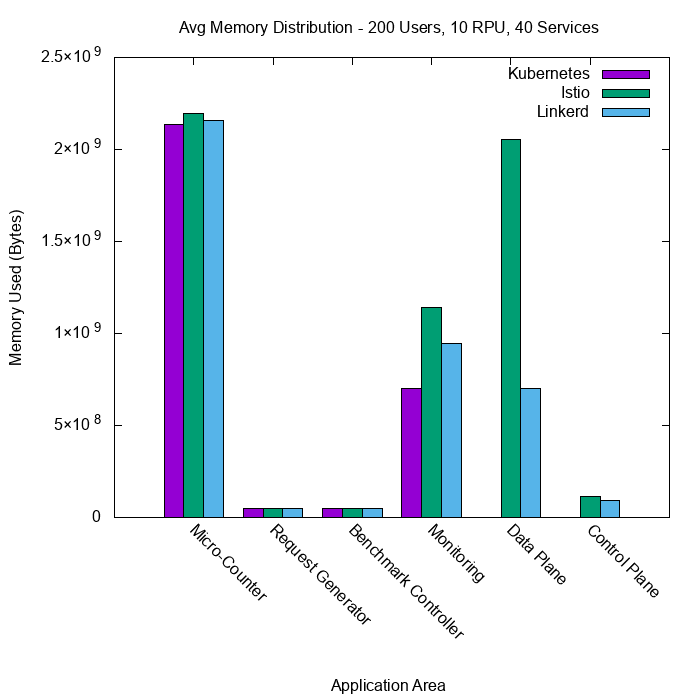 Avg Memory Distribution - 200 Users, 10 RPU, 40 Services
Kubernetes
Istio
Linkerd
2.5×10⁹
2×10⁹
1.5×10⁹
1×10⁹
5×10⁸
0
Memory Used (Bytes)
Micro-Counter
Request Generator
Benchmark Controller
Monitoring
Data Plane
Control Plane
Application Area